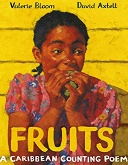 Valerie Bloom David Axtell
FRUITS
A CARIBBEAN COUNTING POEM